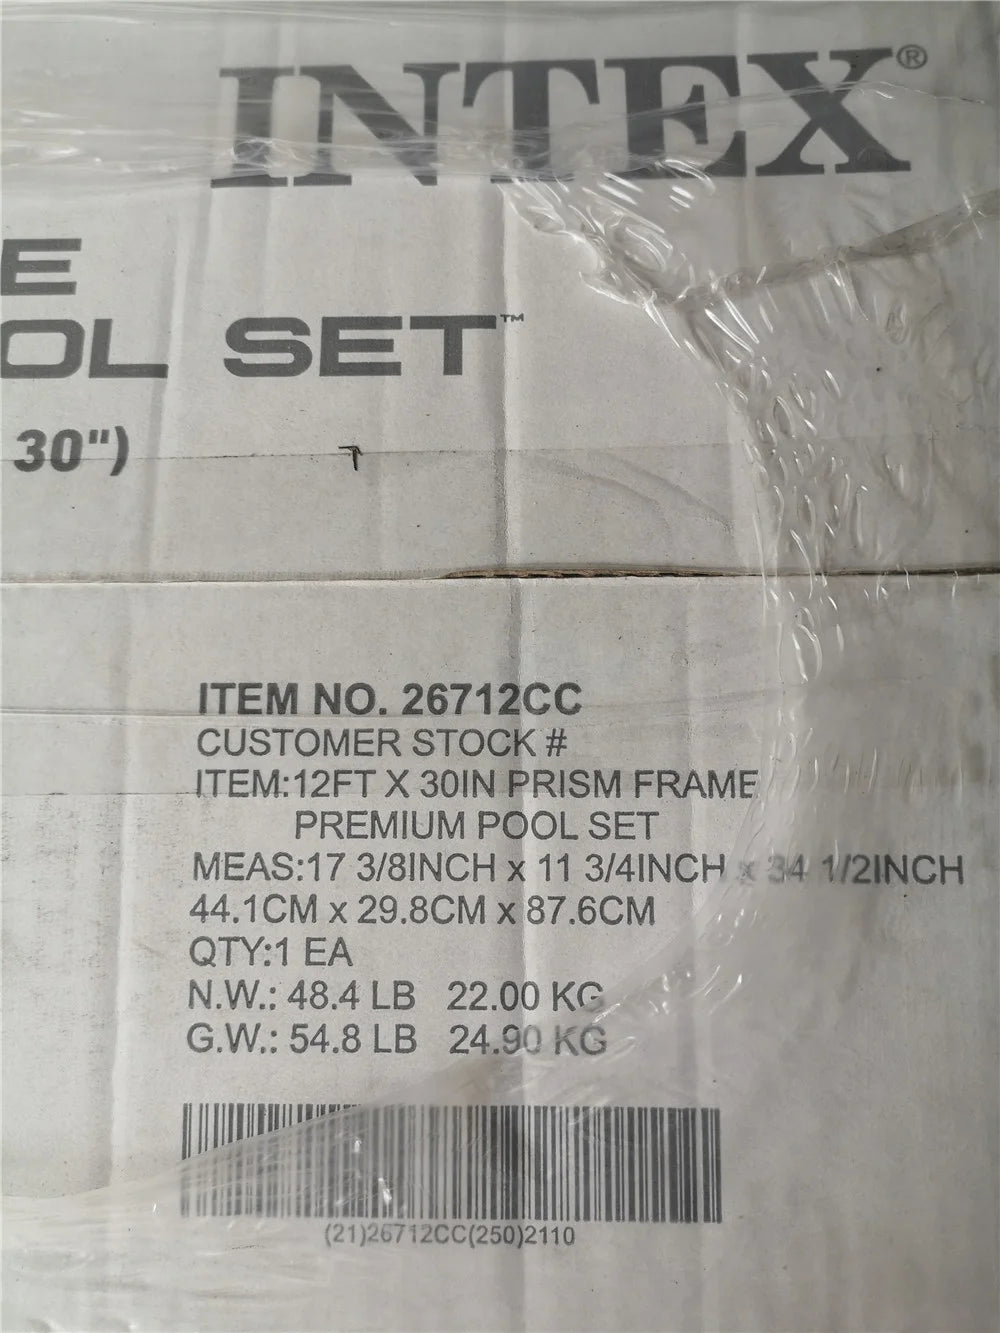 INTEX®
E
OL SET™
30")
ITEM NO. 26712CC
CUSTOMER STOCK #
ITEM:12FT X 30IN PRISM FRAME
PREMIUM POOL SET
MEAS:17 3/8INCH x 11 3/4INCH x 34 1/2INCH
44.1CM x 29.8CM x 87.6CM
QTY:1 EA
N.W.: 48.4 LB 22.00 KG
G.W.: 54.8 LB 24.90 KG
(21)26712CC(250)2110